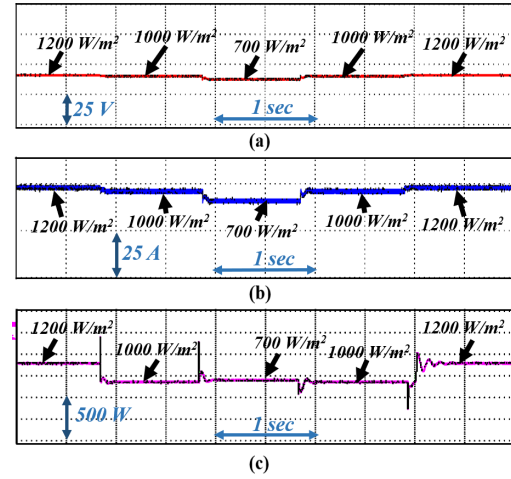 1200 W/m²
1000 W/m²
700 W/m²
1000 W/m²
1200 W/m²
25 V
1 sec
(a)
1200 W/m²
1000 W/m²
700 W/m²
1000 W/m²
1200 W/m²
25 A
1 sec
(b)
1200 W/m²
1000 W/m²
700 W/m²
1000 W/m²
1200 W/m²
500 W
1 sec
(c)